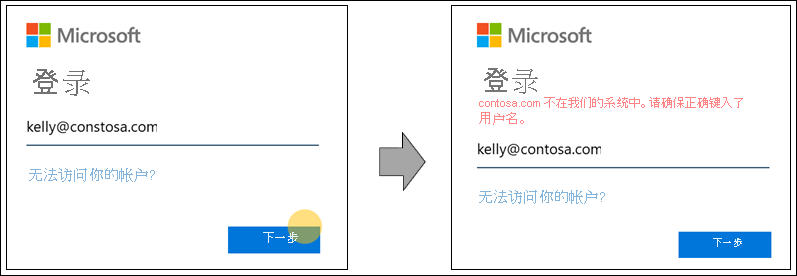 Microsoft
登录
kelly@constosa.com
无法访问你的帐户?
下一步
Microsoft
登录
contosa.com 不在我们的系统中。请确保正确键入了
用户名。
kelly@contosa.com
无法访问你的帐户?
下一步